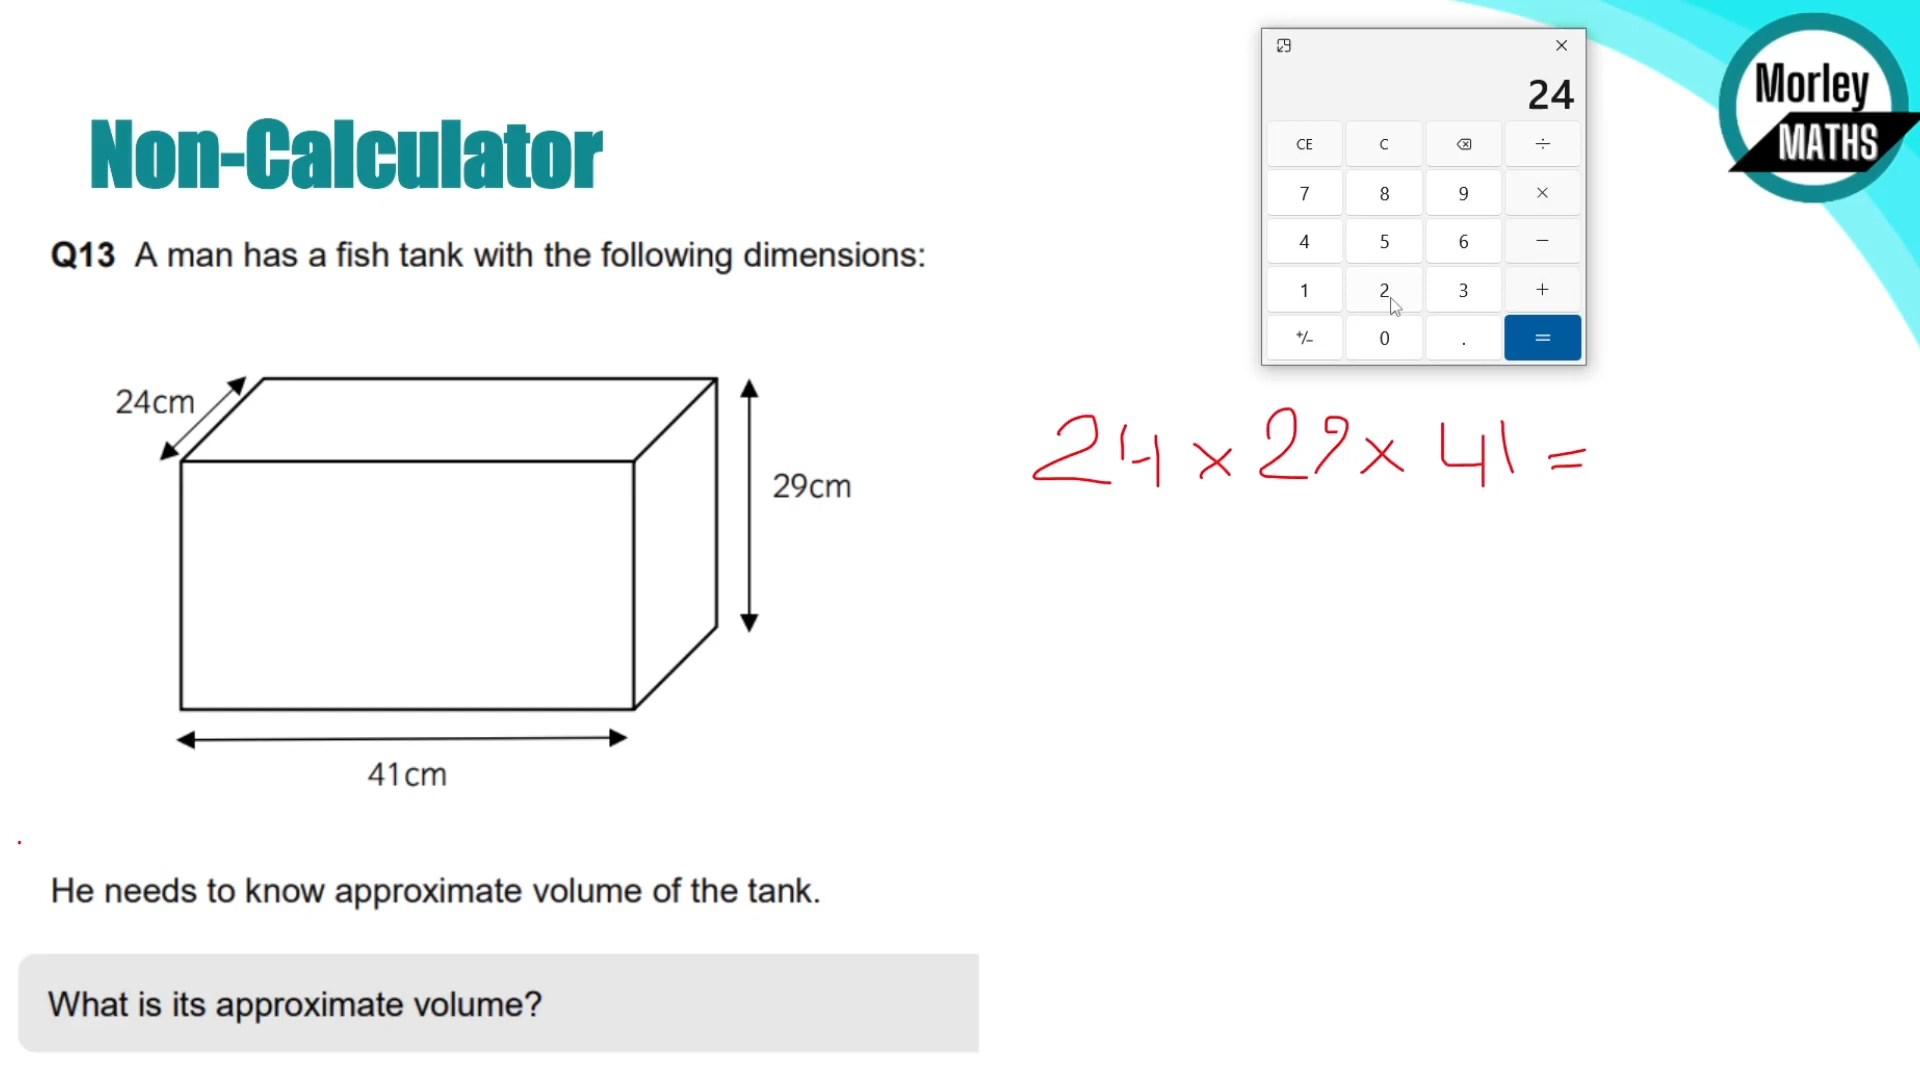 Non-Calculator
Morley
MATHS
24
CE C ÷
7 8 9 ×
4 5 6 −
1 2 3 +
+/− 0 . =
Q13 A man has a fish tank with the following dimensions:
24cm
29cm
41cm
24 × 29 × 41 =
He needs to know approximate volume of the tank.
What is its approximate volume?